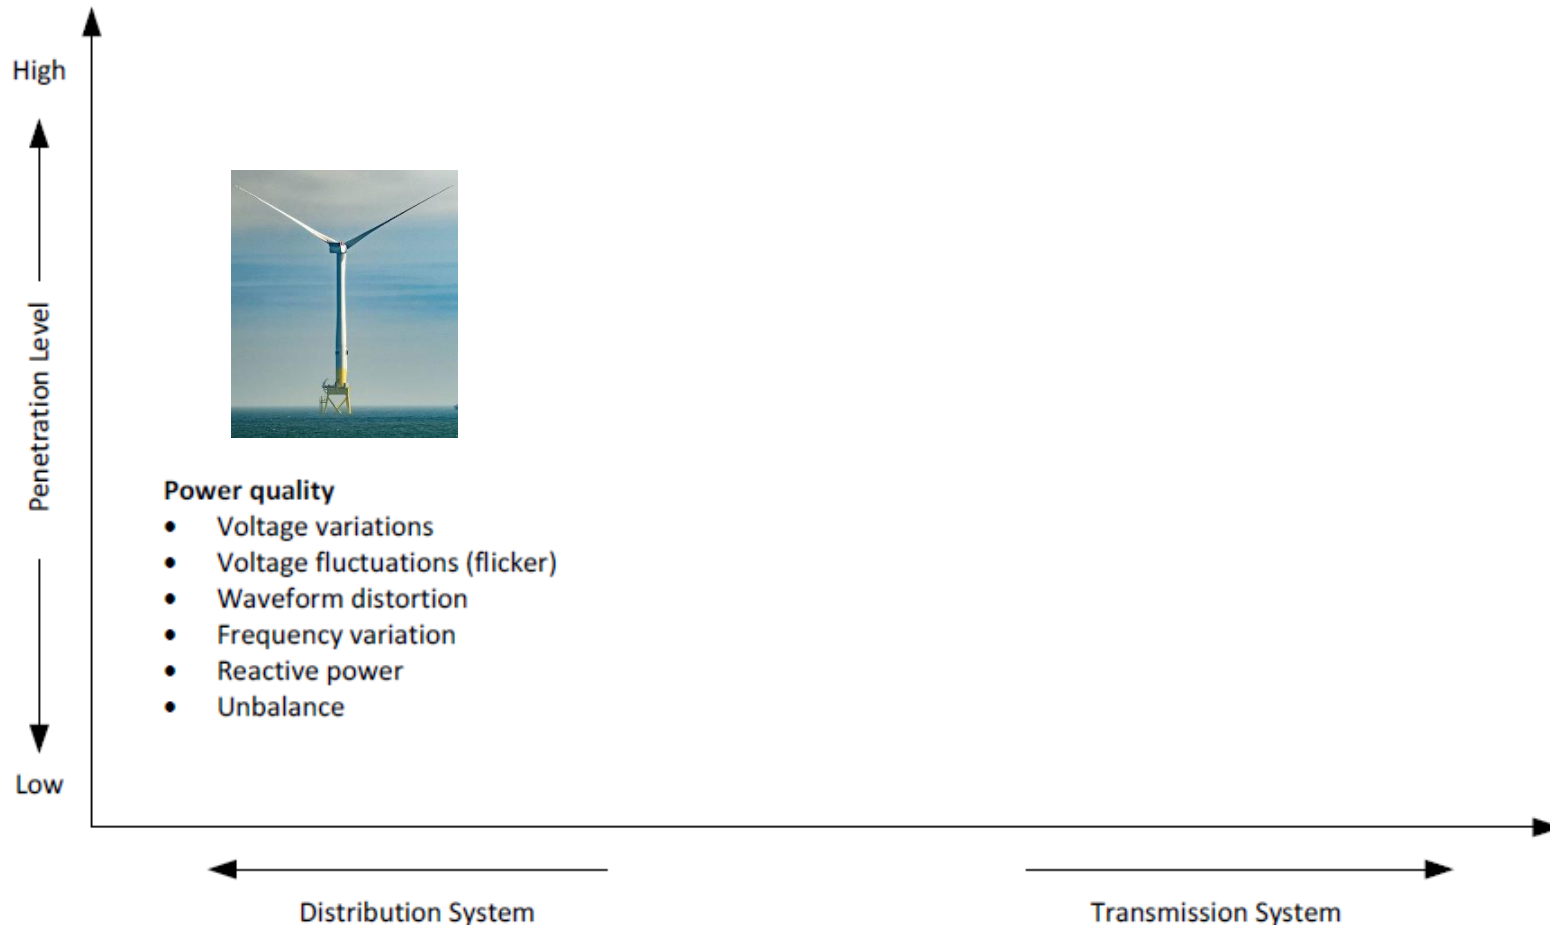 High
Penetration Level
Low
Power quality
• Voltage variations
• Voltage fluctuations (flicker)
• Waveform distortion
• Frequency variation
• Reactive power
• Unbalance
Distribution System
Transmission System